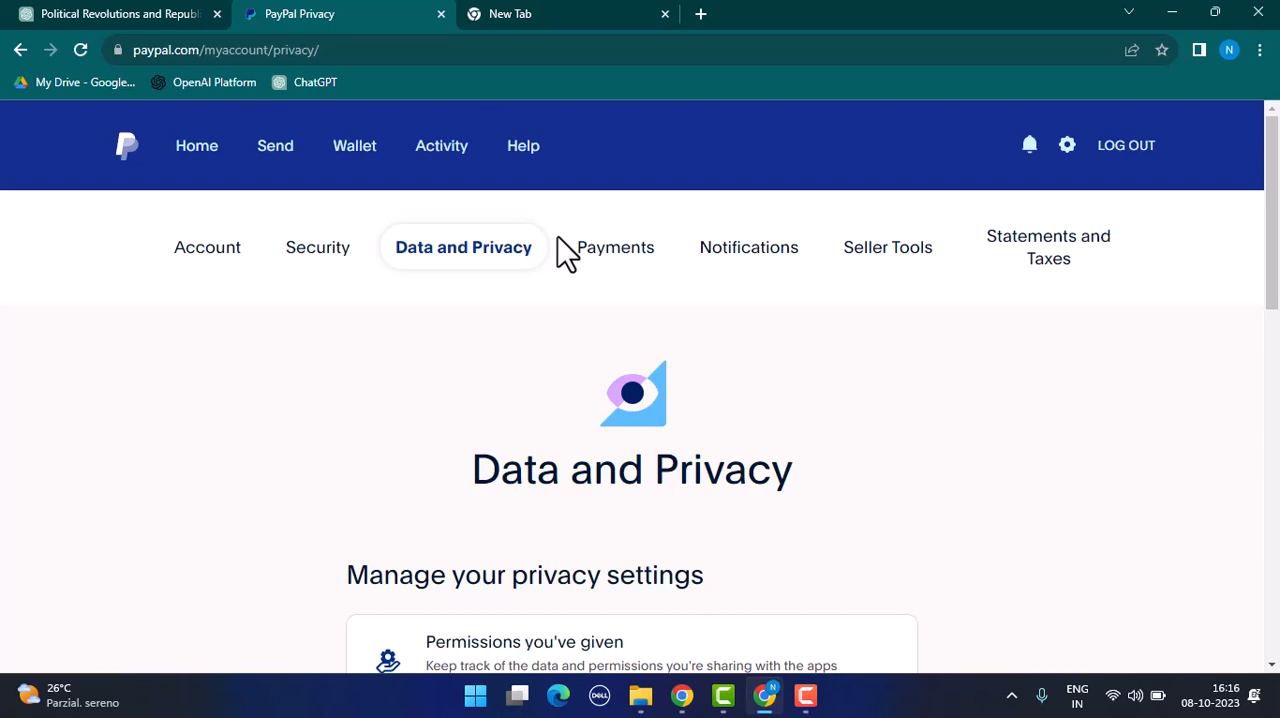 Political Revolutions and Republi
PayPal Privacy
New Tab
paypal.com/myaccount/privacy/
N
My Drive - Google...
OpenAI Platform
ChatGPT
Home
Send
Wallet
Activity
Help
LOG OUT
Account
Security
Data and Privacy
Payments
Notifications
Seller Tools
Statements and
Taxes
Data and Privacy
Manage your privacy settings
Permissions you've given
Keep track of the data and permissions you're sharing with the apps
26°C
Parzial. sereno
DELL
N
ENG
IN
16:16
08-10-2023